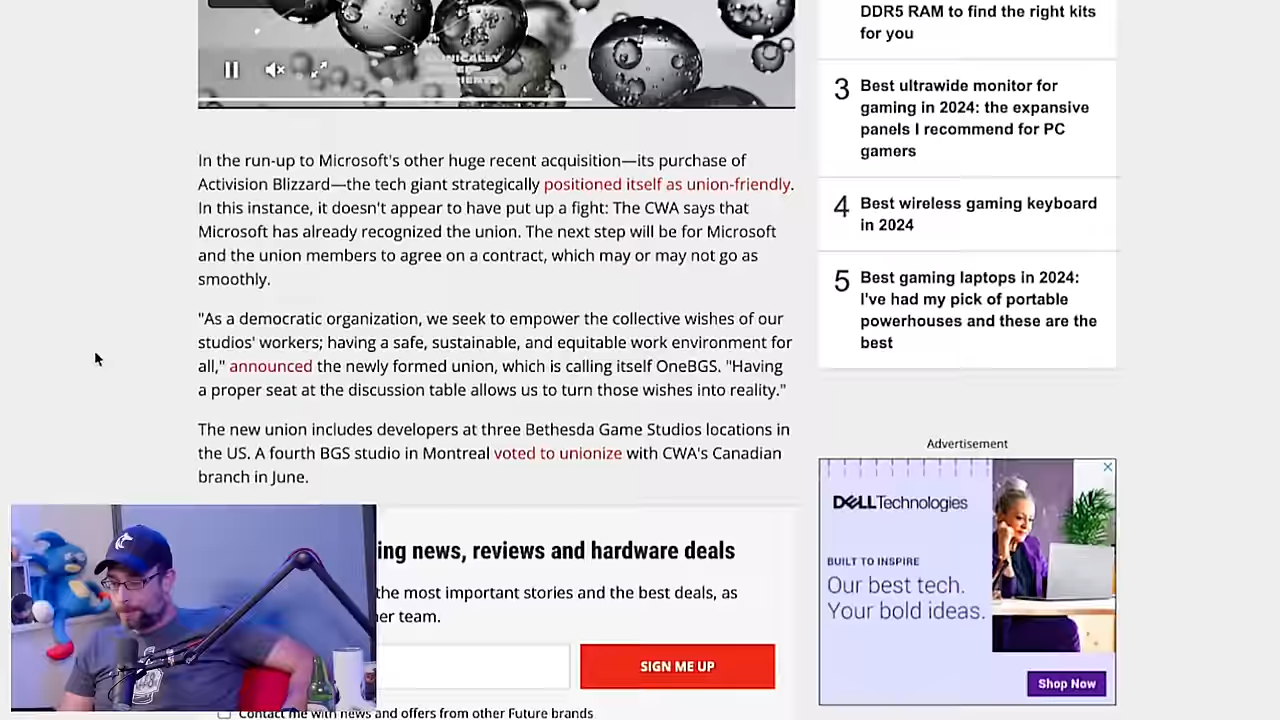 In the run-up to Microsoft's other huge recent acquisition—its purchase of
Activision Blizzard—the tech giant strategically positioned itself as union-friendly.
In this instance, it doesn't appear to have put up a fight: The CWA says that
Microsoft has already recognized the union. The next step will be for Microsoft
and the union members to agree on a contract, which may or may not go as
smoothly.
"As a democratic organization, we seek to empower the collective wishes of our
studios' workers; having a safe, sustainable, and equitable work environment for
all," announced the newly formed union, which is calling itself OneBGS. "Having
a proper seat at the discussion table allows us to turn those wishes into reality."
The new union includes developers at three Bethesda Game Studios locations in
the US. A fourth BGS studio in Montreal voted to unionize with CWA's Canadian
branch in June.
ing news, reviews and hardware deals
the most important stories and the best deals, as
er team.
SIGN ME UP
Contact me with news and offers from other Future brands
DDR5 RAM to find the right kits
for you
3
Best ultrawide monitor for
gaming in 2024: the expansive
panels I recommend for PC
gamers
4
Best wireless gaming keyboard
in 2024
5
Best gaming laptops in 2024:
I've had my pick of portable
powerhouses and these are the
best
Advertisement
DELL Technologies
BUILT TO INSPIRE
Our best tech.
Your bold ideas.
Shop Now